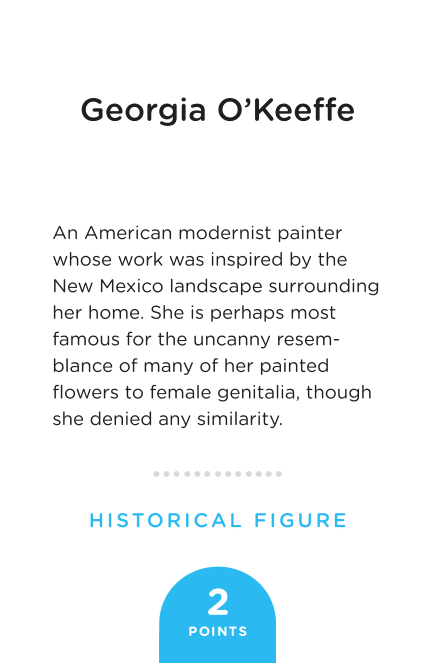 Georgia O’Keeffe
An American modernist painter
whose work was inspired by the
New Mexico landscape surrounding
her home. She is perhaps most
famous for the uncanny resem-
blance of many of her painted
flowers to female genitalia, though
she denied any similarity.
HISTORICAL FIGURE
2
POINTS